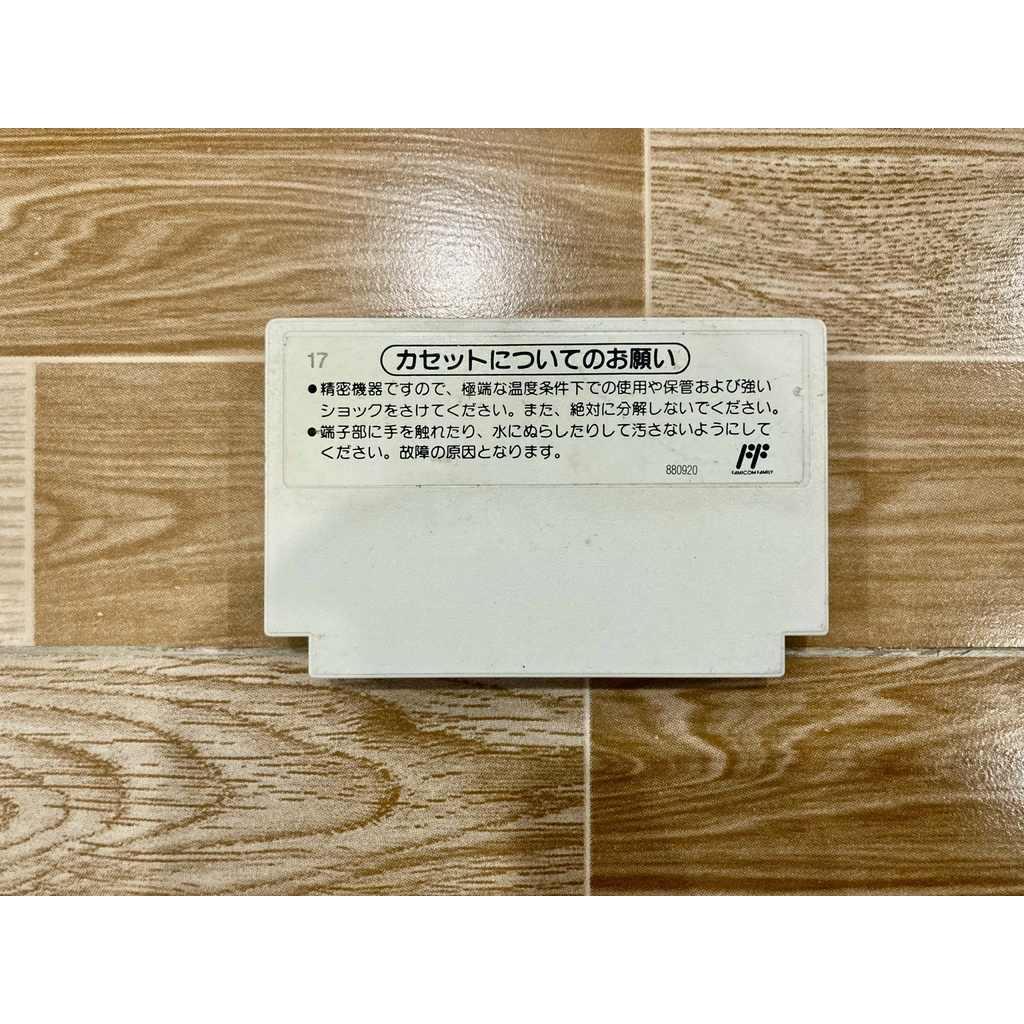 17
カセットについてのお願い
●精密機器ですので、極端な温度条件下での使用や保管および強い
ショックをさけてください。また、絶対に分解しないでください。
●端子部に手を触れたり、水にぬらしたりして汚さないようにして
ください。故障の原因となります。
880920
FF
FAMICOM FAMILY